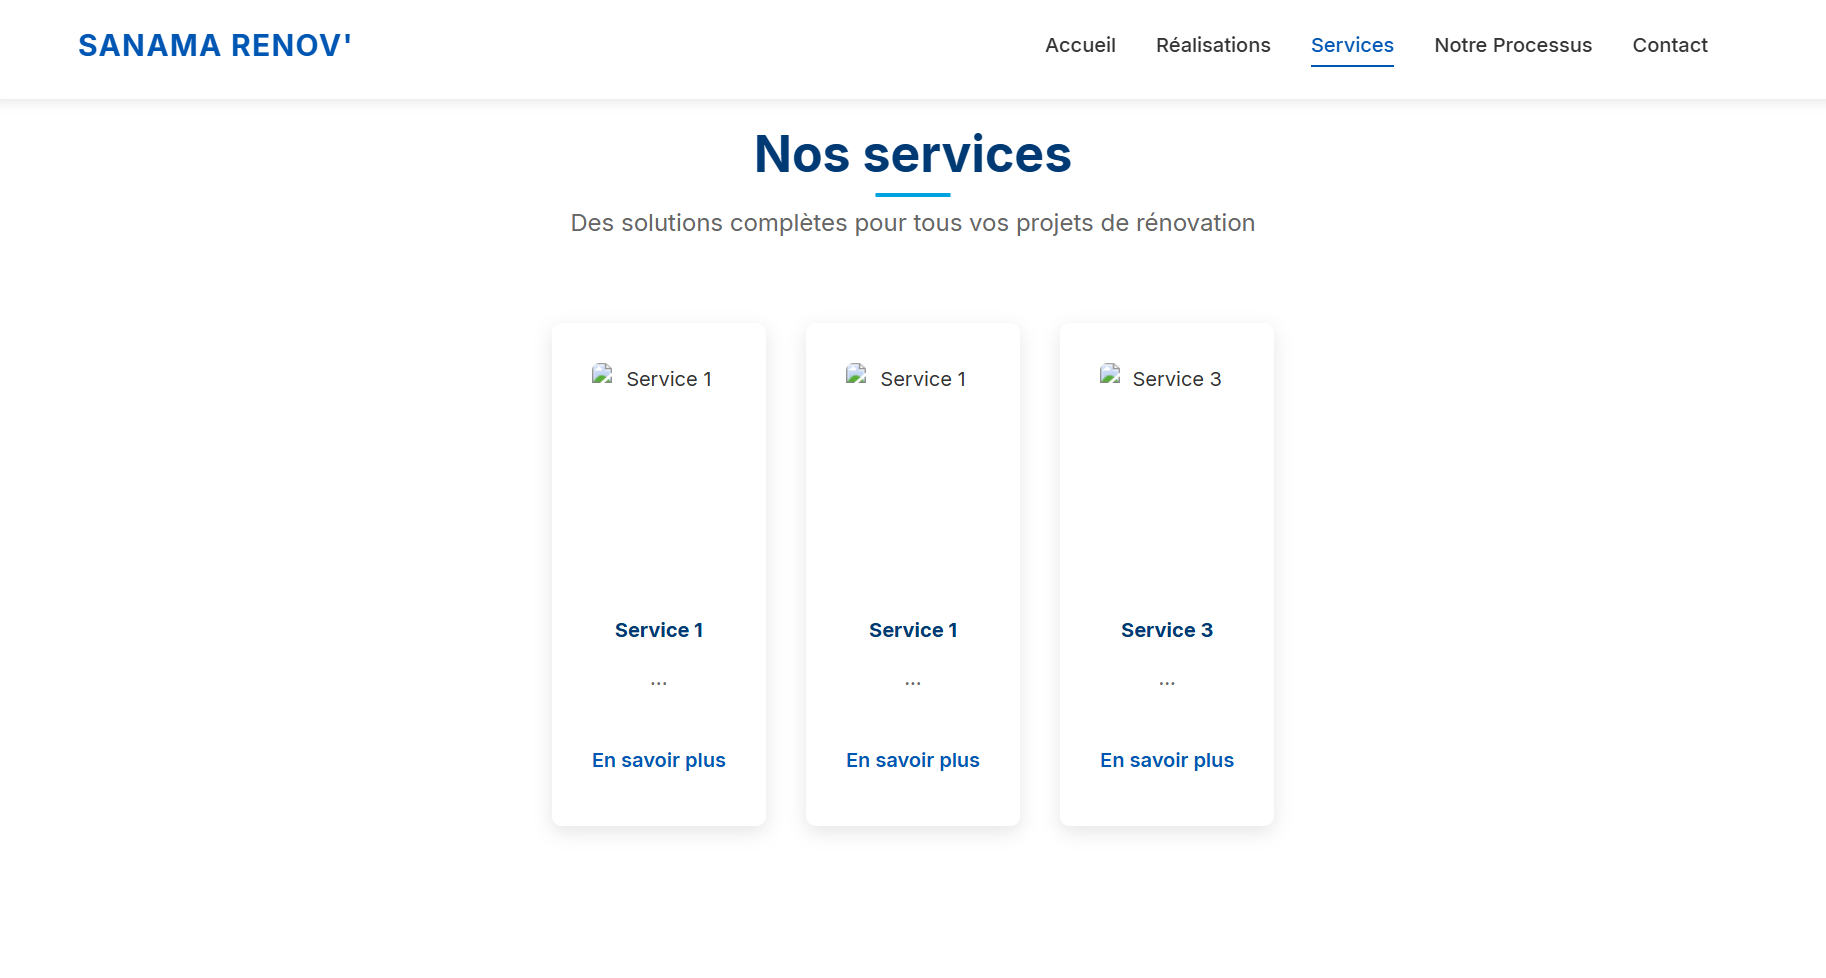 SANAMA RENOV'
Accueil
Réalisations
Services
Notre Processus
Contact
Nos services
Des solutions complètes pour tous vos projets de rénovation
Service 1
Service 1
...
En savoir plus
Service 1
Service 1
...
En savoir plus
Service 3
Service 3
...
En savoir plus